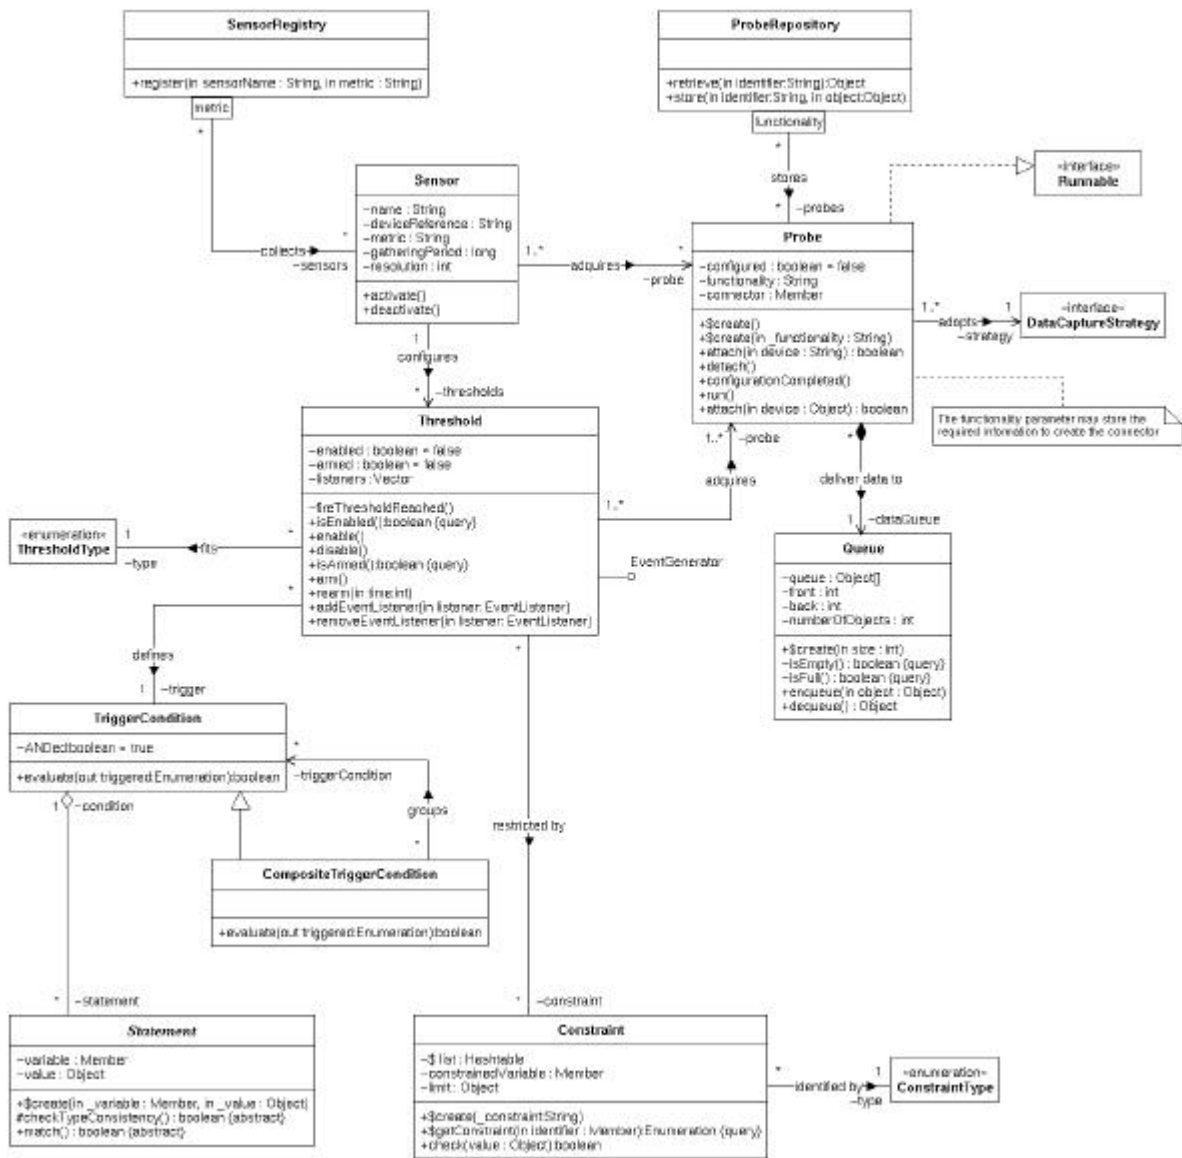 SensorRegistry
+register(in sensorName : String, in metric : String)
metric
*
ProbeRepository
+retrieve(in identifier:String):Object
+store(in identifier:String, in object:Object)
functionality
*
stores
* -probes
«interface»
Runnable
Sensor
-name : String
-deviceReference : String
-metric : String
-gatheringPeriod : long
-resolution : int
+activate()
+deactivate()
collects
*
-sensors
1..*
acquires
*
-probe
Probe
-configured : boolean = false
-functionality : String
-connector : Member
+$create()
+$create(in _functionality : String)
+attach(in device : String) : boolean
+detach()
+configurationCompleted()
+run()
+attach(in device : Object) : boolean
1..*
adopts
1
-strategy
«interface»
DataCaptureStrategy
The functionality parameter may store the
required information to create the connector
1
configures
* -thresholds
Threshold
-enabled : boolean = false
-armed : boolean = false
-listeners : Vector
-fireThresholdReached()
+isEnabled():boolean {query}
+enable()
+disable()
+isArmed():boolean {query}
+arm()
+rearm(in time:int)
+addEventListener(in listener: EventListener)
+removeEventListener(in listener: EventListener)
1..* -probe
adquires
1..*
EventGenerator
*
deliver data to
1 -dataQueue
Queue
-queue : Object[]
-front : int
-back : int
-numberOfObjects : int
+$create(in size : int)
-isEmpty() : boolean {query}
-isFull() : boolean {query}
+enqueue(in object : Object)
+dequeue() : Object
«enumeration»
ThresholdType
1
-type
fits
*
*
defines
1 -trigger
TriggerCondition
-ANDed:boolean = true
+evaluate(out triggered:Enumeration):boolean
*
-triggerCondition
groups
*
1 -condition
CompositeTriggerCondition
+evaluate(out triggered:Enumeration):boolean
*
restricted by
* -constraint
* -statement
Statement
-variable : Member
-value : Object
+$create(in _variable : Member, in _value : Object)
#checkTypeConsistency() : boolean {abstract}
+match() : boolean {abstract}
Constraint
-$ list : Hashtable
-constrainedVariable : Member
-limit : Object
+$create(_constraint:String)
+$getConstraint(in identifier : Member):Enumeration {query}
+check(value : Object):boolean
*
identified by
1
-type
«enumeration»
ConstraintType